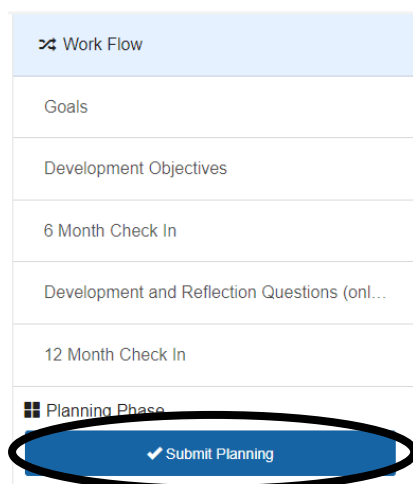 Work Flow
Goals
Development Objectives
6 Month Check In
Development and Reflection Questions (onl...
12 Month Check In
Planning Phase
Submit Planning